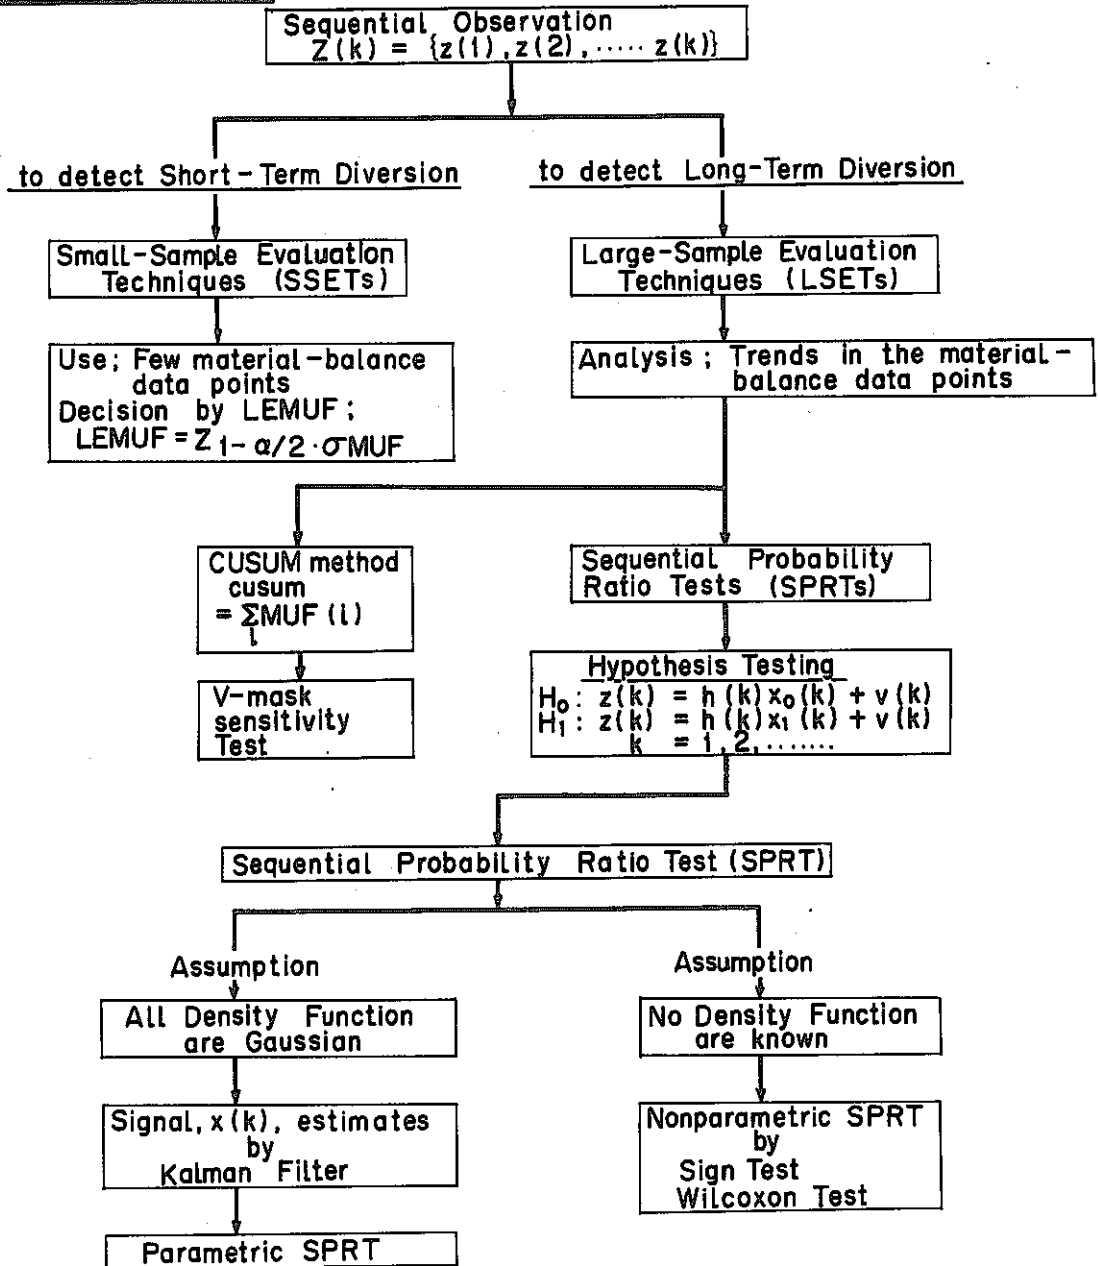 Sequential Observation
Z(k) = {z(1),z(2),····· z(k)}
to detect Short-Term Diversion
to detect Long-Term Diversion
Small-Sample Evaluation
Techniques (SSETs)
Large-Sample Evaluation
Techniques (LSETs)
Use; Few material-balance
data points
Decision by LEMUF;
LEMUF = Z 1-α/2 · σMUF
Analysis; Trends in the material-
balance data points
CUSUM method
cusum
= Σ MUF (i)
i
V-mask
sensitivity
Test
Sequential Probability
Ratio Tests (SPRTs)
Hypothesis Testing
H₀: z(k) = h(k)x₀(k) + v(k)
H₁: z(k) = h(k)x₁(k) + v(k)
k = 1,2,·······
Sequential Probability Ratio Test (SPRT)
Assumption
All Density Function
are Gaussian
Signal, x(k), estimates
by
Kalman Filter
Parametric SPRT
Assumption
No Density Function
are known
Nonparametric SPRT
by
Sign Test
Wilcoxon Test